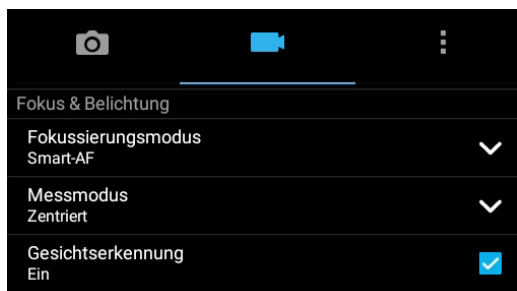 Fokus & Belichtung
Fokussierungsmodus
Smart-AF
Messmodus
Zentriert
Gesichtserkennung
Ein